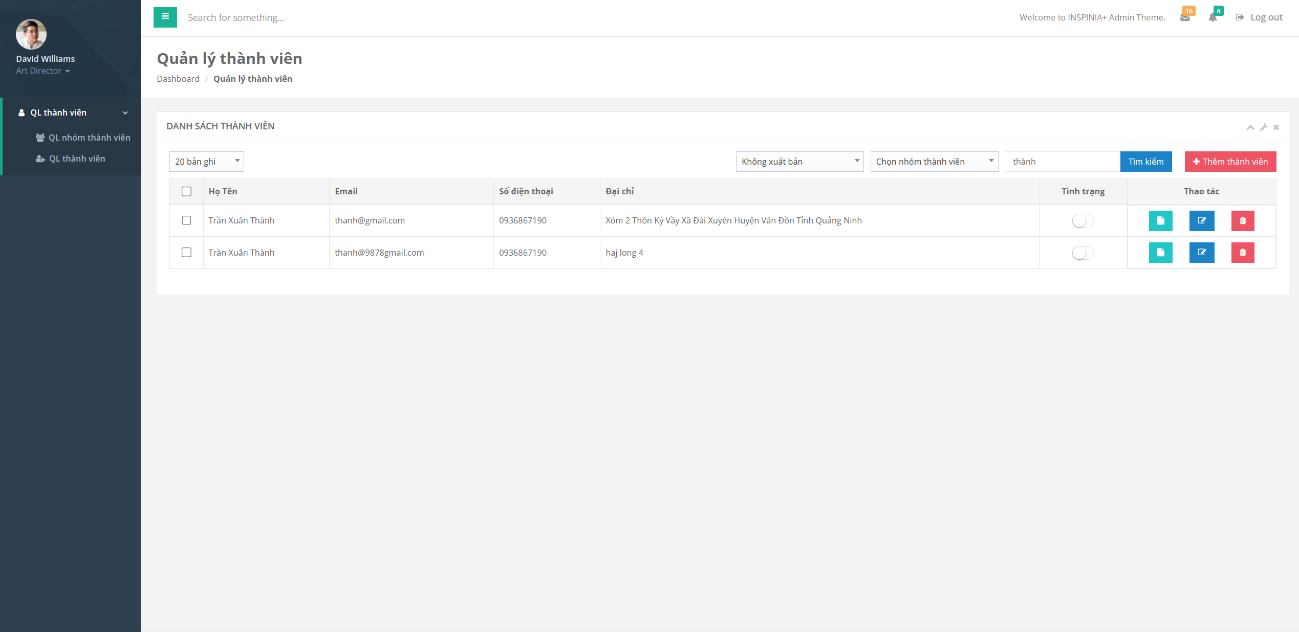 David Williams
Art Director
QL thành viên
QL nhóm thành viên
QL thành viên
Search for something...
Welcome to INSPINIA+ Admin Theme.
16
8
Log out
Quản lý thành viên
Dashboard / Quản lý thành viên
DANH SÁCH THÀNH VIÊN
20 bản ghi
Không xuất bản
Chọn nhóm thành viên
thành
Tìm kiếm
Thêm thành viên
Họ Tên Email Số điện thoại Đại chỉ Tình trạng Thao tác
Trần Xuân Thành thanh@gmail.com 0936867190 Xóm 2 Thôn Ký Vầy Xã Đài Xuyên Huyện Vân Đồn Tỉnh Quảng Ninh
Trần Xuân Thành thanh@9878gmail.com 0936867190 haj long 4